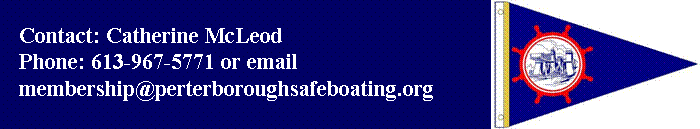 Contact: Catherine McLeod
Phone: 613-967-5771 or email
membership@perterboroughsafeboating.org